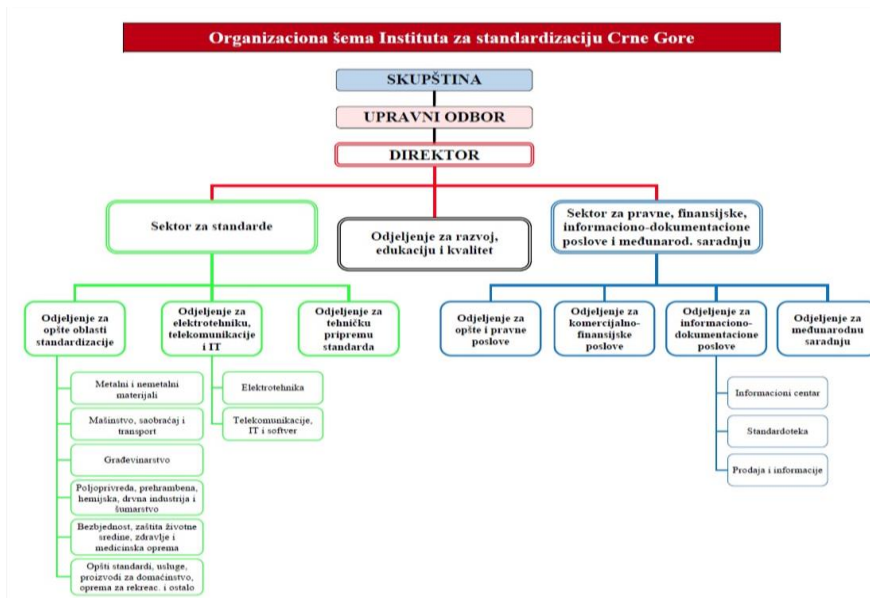 Organizaciona šema Instituta za standardizaciju Crne Gore
SKUPŠTINA
UPRAVNI ODBOR
DIREKTOR
Sektor za standarde
Odjeljenje za razvoj,
edukaciju i kvalitet
Sektor za pravne, finansijske,
informaciono-dokumentacione
poslove i međunarod. saradnju
Odjeljenje za
opšte oblasti
standardizacije
Odjeljenje za
elektrotehniku,
telekomunikacije
i IT
Odjeljenje za
tehničku
pripremu
standarda
Odjeljenje za
opšte i pravne
poslove
Odjeljenje za
komercijalno-
finansijske
poslove
Odjeljenje za
informaciono-
dokumentacione
poslove
Odjeljenje za
međunarodnu
saradnju
Metalni i nemetalni
materijali
Mašinstvo, saobraćaj i
transport
Građevinarstvo
Poljoprivreda, prehrambena,
hemijska, drvna industrija i
šumarstvo
Bezbjednost, zaštita životne
sredine, zdravlje i
medicinska oprema
Opšti standardi, usluge,
proizvodi za domaćinstvo,
oprema za rekreac. i ostalo
Elektrotehnika
Telekomunikacije,
IT i softver
Informacioni centar
Standardoteka
Prodaja i informacije